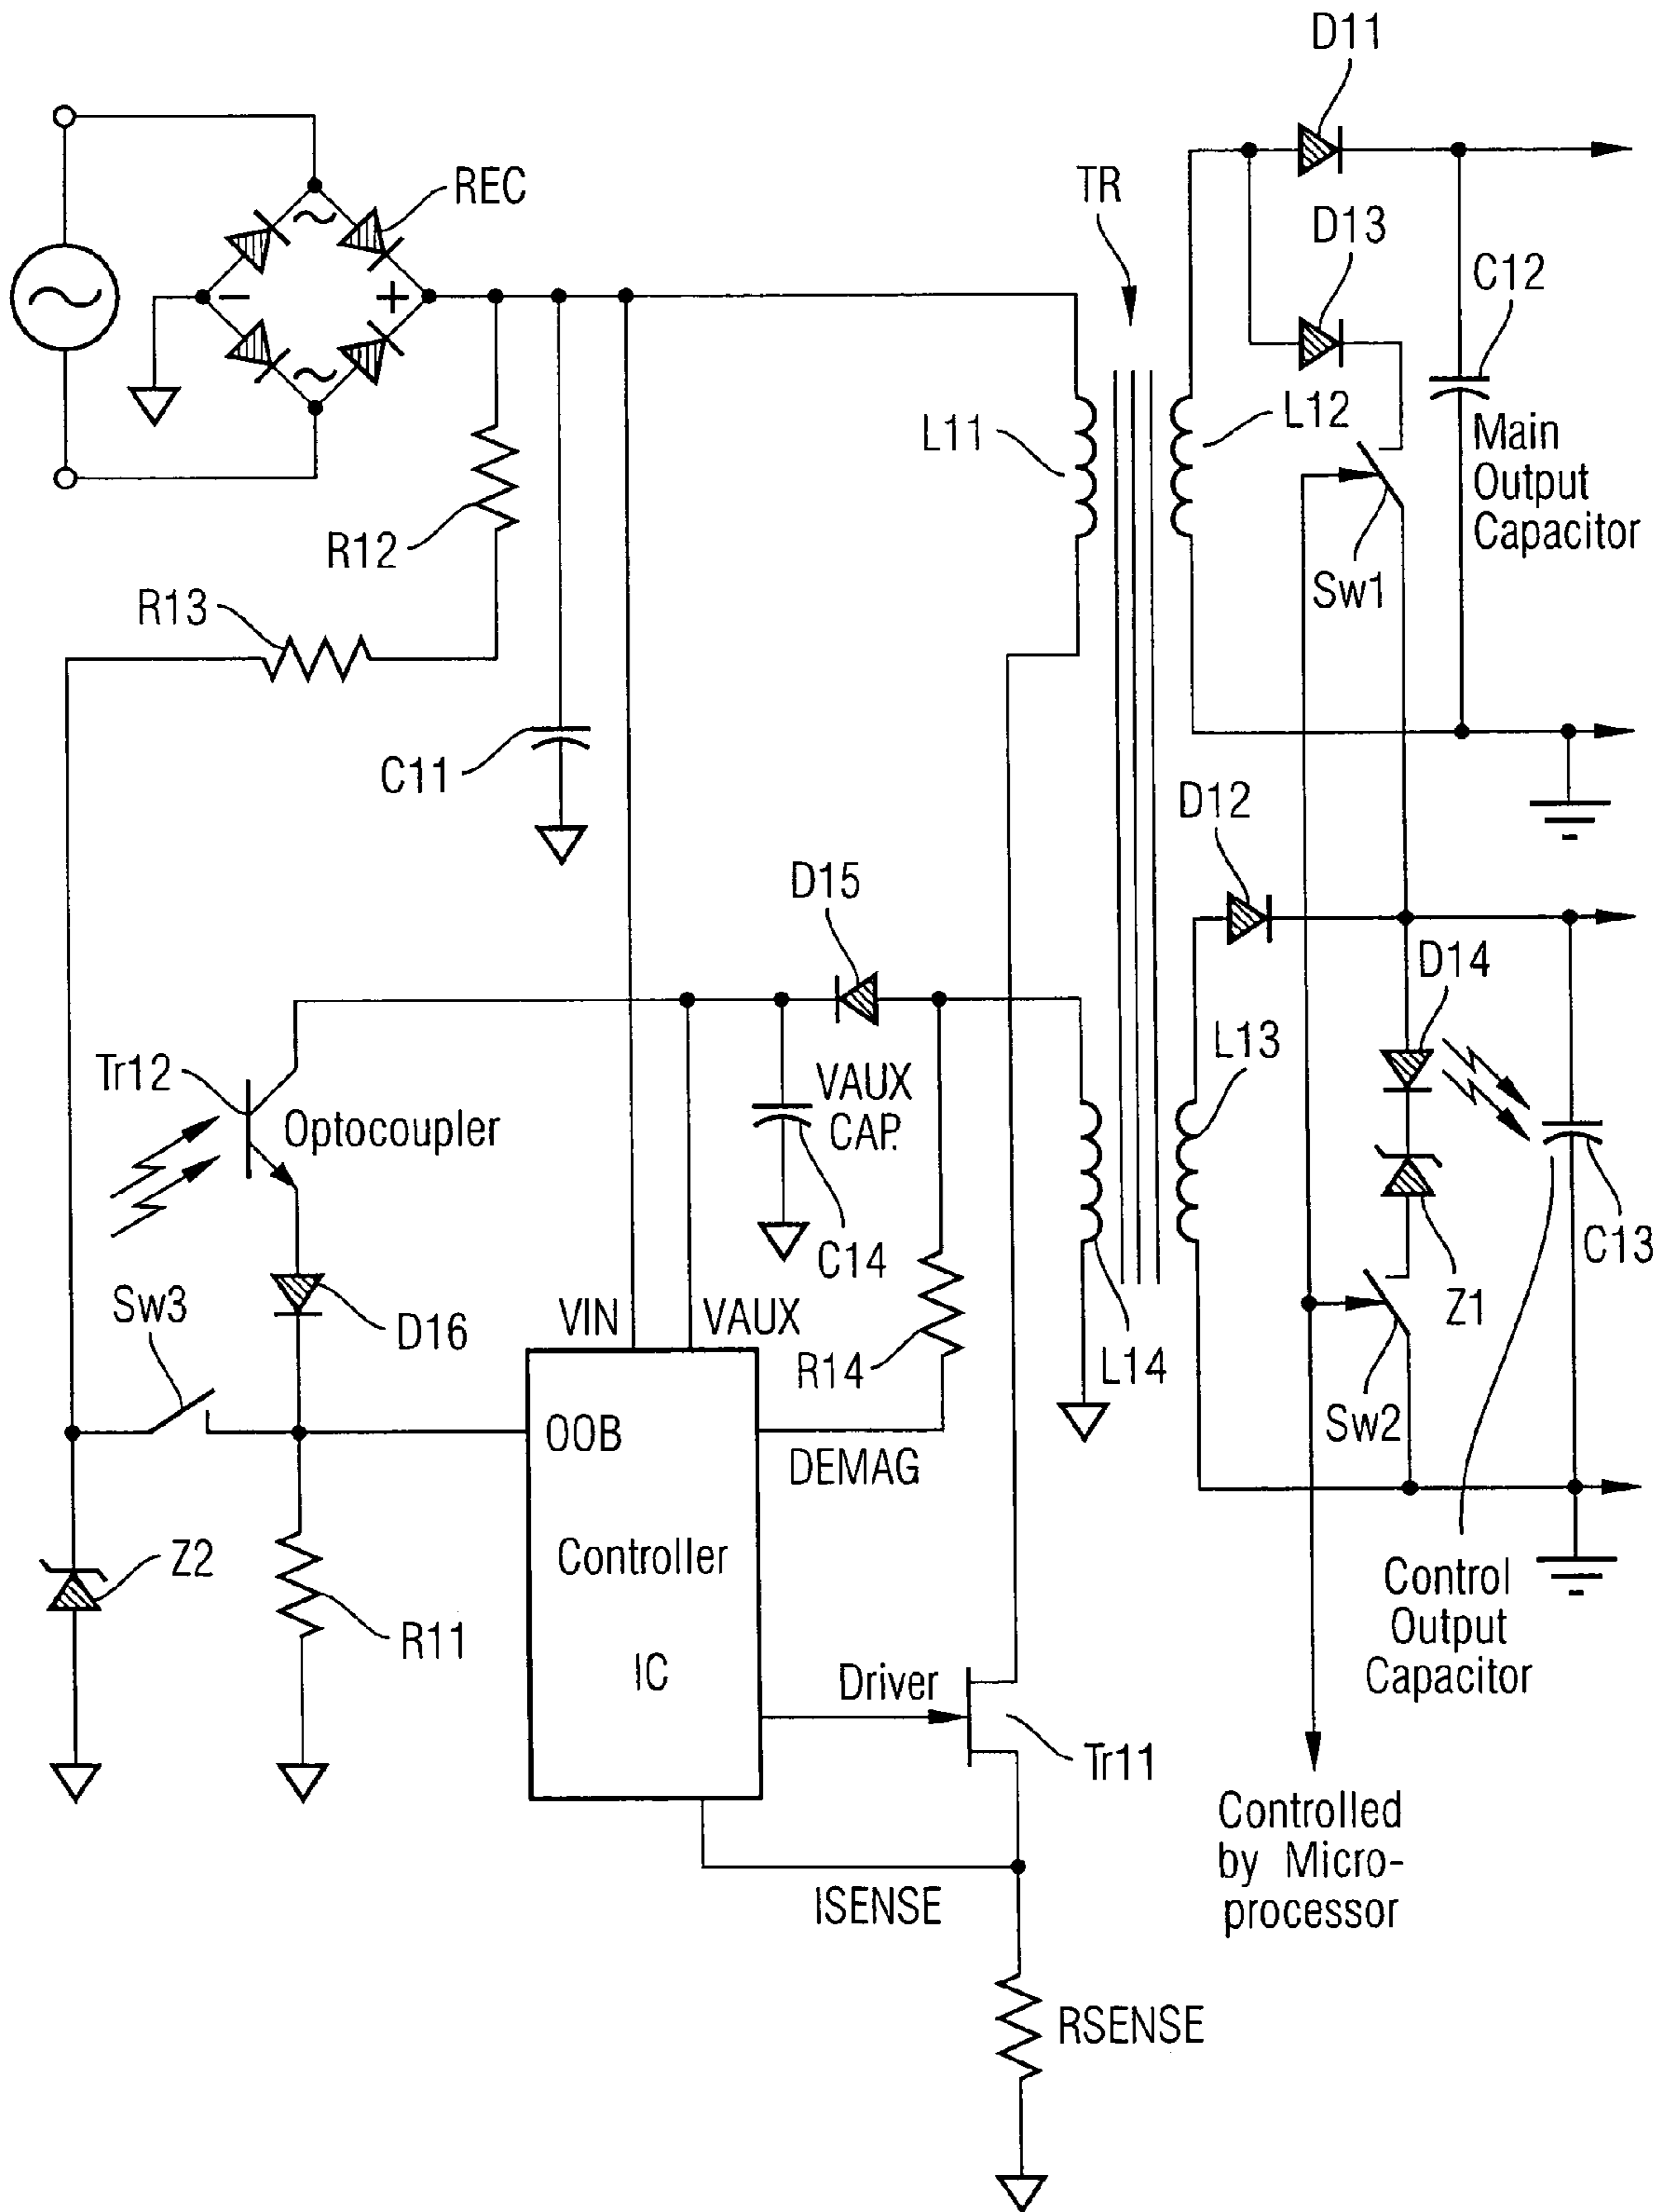 D11
REC
TR
D13
C12
~
~
−
+
~
L11
L12
Main
Output
Capacitor
R12
Sw1
R13
C11
D12
D15
D14
L13
Tr12
Optocoupler
VAUX
CAP.
C14
C13
Sw3
D16
VIN
VAUX
R14
L14
Z1
Sw2
OOB
DEMAG
Z2
Controller
IC
R11
Control
Output
Capacitor
Driver
Tr11
Controlled
by Micro-
processor
ISENSE
RSENSE